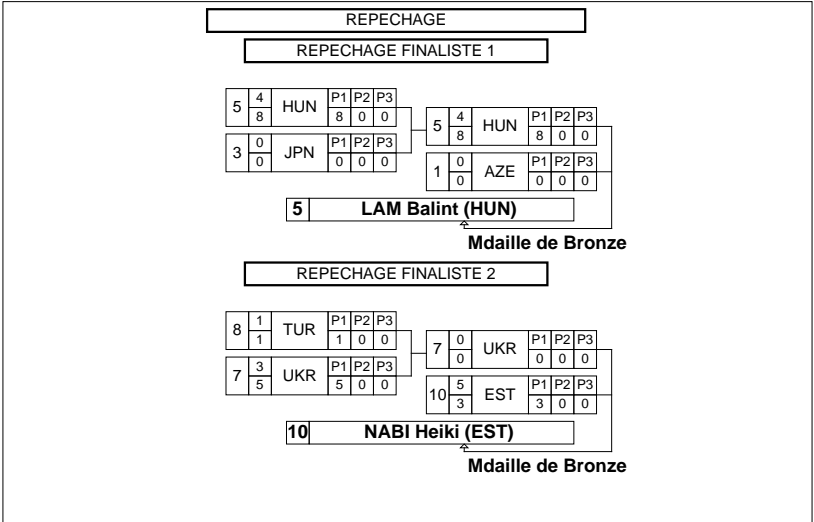 REPECHAGE
REPECHAGE FINALISTE 1
5 4 8 HUN P1 P2 P3 8 0 0
3 0 0 JPN P1 P2 P3 0 0 0
5 4 8 HUN P1 P2 P3 8 0 0
1 0 0 AZE P1 P2 P3 0 0 0
5 LAM Balint (HUN)
Mdaille de Bronze
REPECHAGE FINALISTE 2
8 1 1 TUR P1 P2 P3 1 0 0
7 3 5 UKR P1 P2 P3 5 0 0
7 0 0 UKR P1 P2 P3 0 0 0
10 5 3 EST P1 P2 P3 3 0 0
10 NABI Heiki (EST)
Mdaille de Bronze